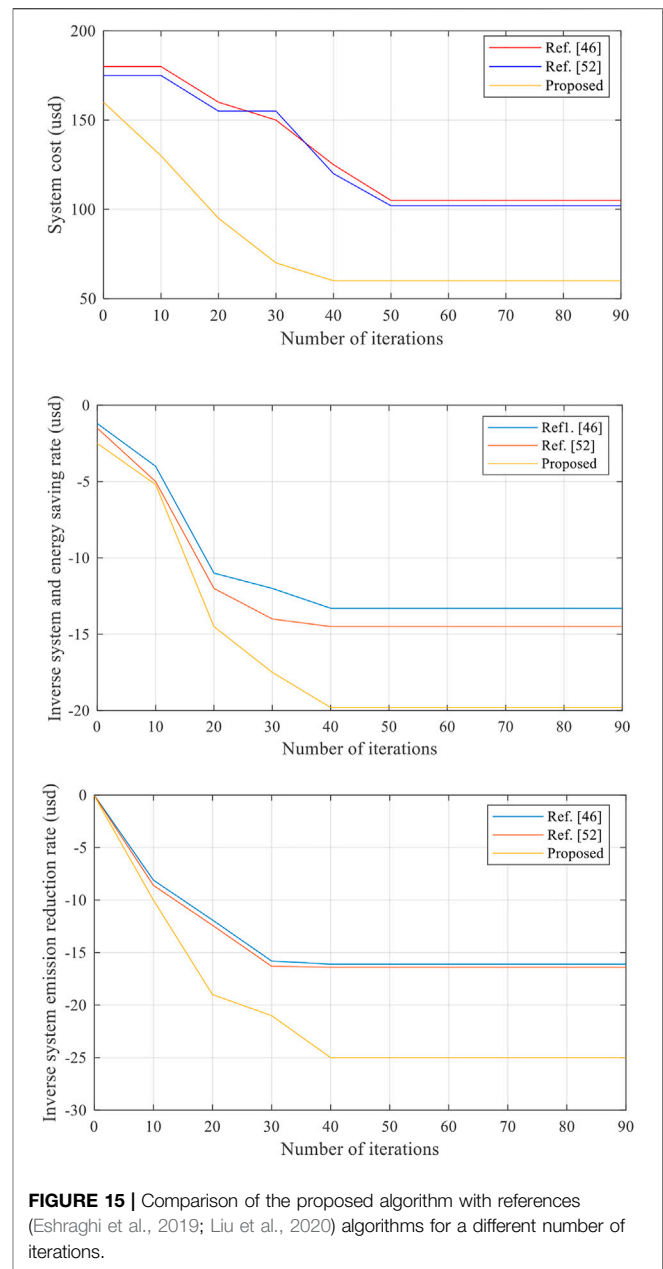 200
150
100
50
System cost (usd)
Ref. [46]
Ref. [52]
Proposed
0 10 20 30 40 50 60 70 80 90
Number of iterations
0
-5
-10
-15
-20
Inverse system and energy saving rate (usd)
Ref1. [46]
Ref. [52]
Proposed
0 10 20 30 40 50 60 70 80 90
Number of iterations
0
-5
-10
-15
-20
-25
-30
Inverse system emission reduction rate (usd)
Ref. [46]
Ref. [52]
Proposed
0 10 20 30 40 50 60 70 80 90
Number of iterations
FIGURE 15 | Comparison of the proposed algorithm with references
(Eshraghi et al., 2019; Liu et al., 2020) algorithms for a different number of
iterations.